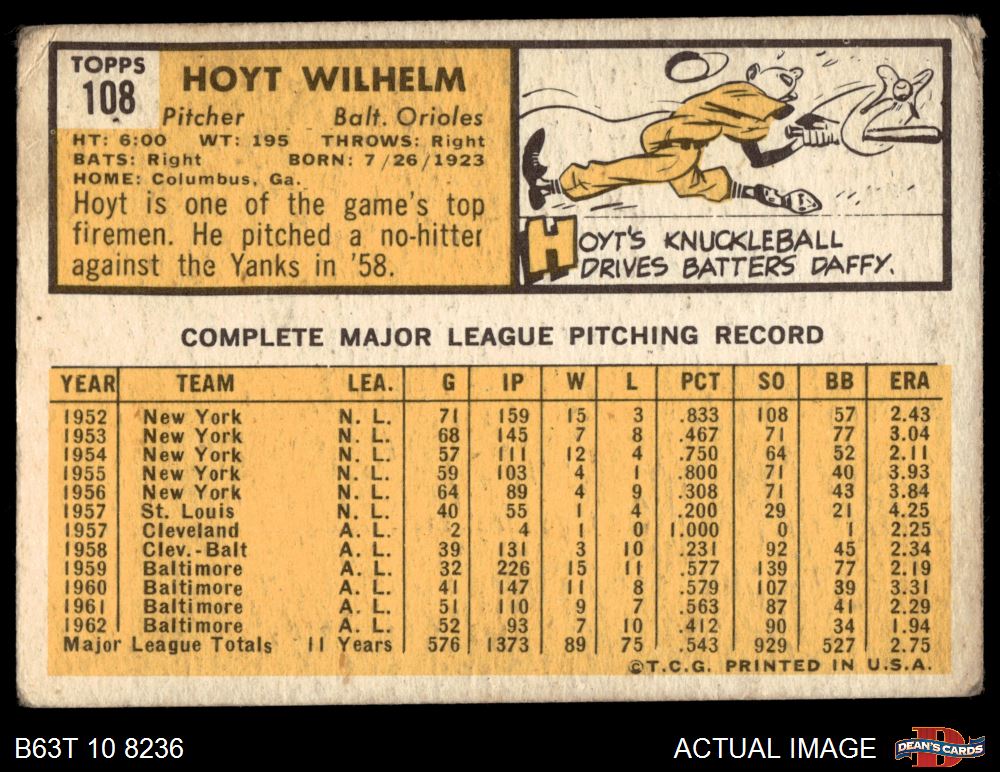 TOPPS
108
HOYT WILHELM
Pitcher Balt. Orioles
HT: 6:00 WT: 195 THROWS: Right
BATS: Right BORN: 7/26/1923
HOME: Columbus, Ga.
Hoyt is one of the game's top
firemen. He pitched a no-hitter
against the Yanks in '58.
HOYT'S KNUCKLEBALL
DRIVES BATTERS DAFFY.
COMPLETE MAJOR LEAGUE PITCHING RECORD
YEAR TEAM LEA. G IP W L PCT SO BB ERA
1952 New York N. L. 71 159 15 3 .833 108 57 2.43
1953 New York N. L. 68 145 7 8 .467 71 77 3.04
1954 New York N. L. 57 111 12 4 .750 64 52 2.11
1955 New York N. L. 59 103 4 1 .800 71 40 3.93
1956 New York N. L. 64 89 4 9 .308 71 43 3.84
1957 St. Louis N. L. 40 55 1 4 .200 29 21 4.25
1957 Cleveland A. L. 2 4 1 0 1.000 0 1 2.25
1958 Clev.-Balt A. L. 39 131 3 10 .231 92 45 2.34
1959 Baltimore A. L. 32 226 15 11 .577 139 77 2.19
1960 Baltimore A. L. 41 147 11 8 .579 107 39 3.31
1961 Baltimore A. L. 51 110 9 7 .563 87 41 2.29
1962 Baltimore A. L. 52 93 7 10 .412 90 34 1.94
Major League Totals 11 Years 576 1373 89 75 .543 929 527 2.75
©T.C.G. PRINTED IN U.S.A.
B63T 10 8236 ACTUAL IMAGE DEAN'S CARDS